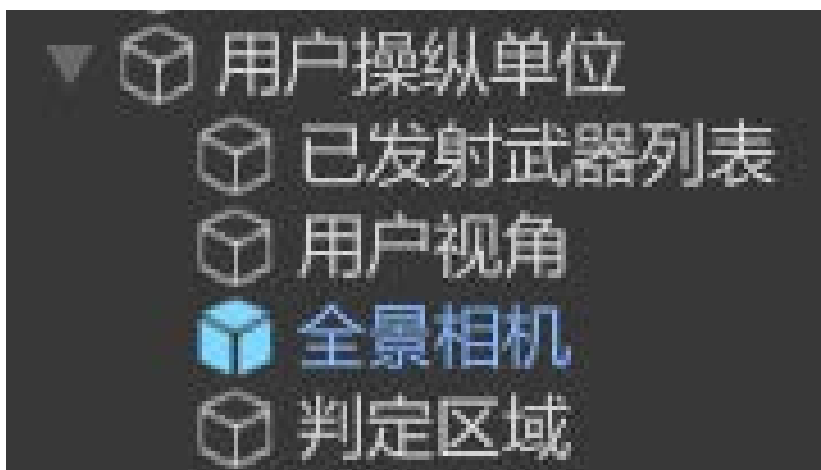 用户操纵单位
已发射武器列表
用户视角
全景相机
判定区域